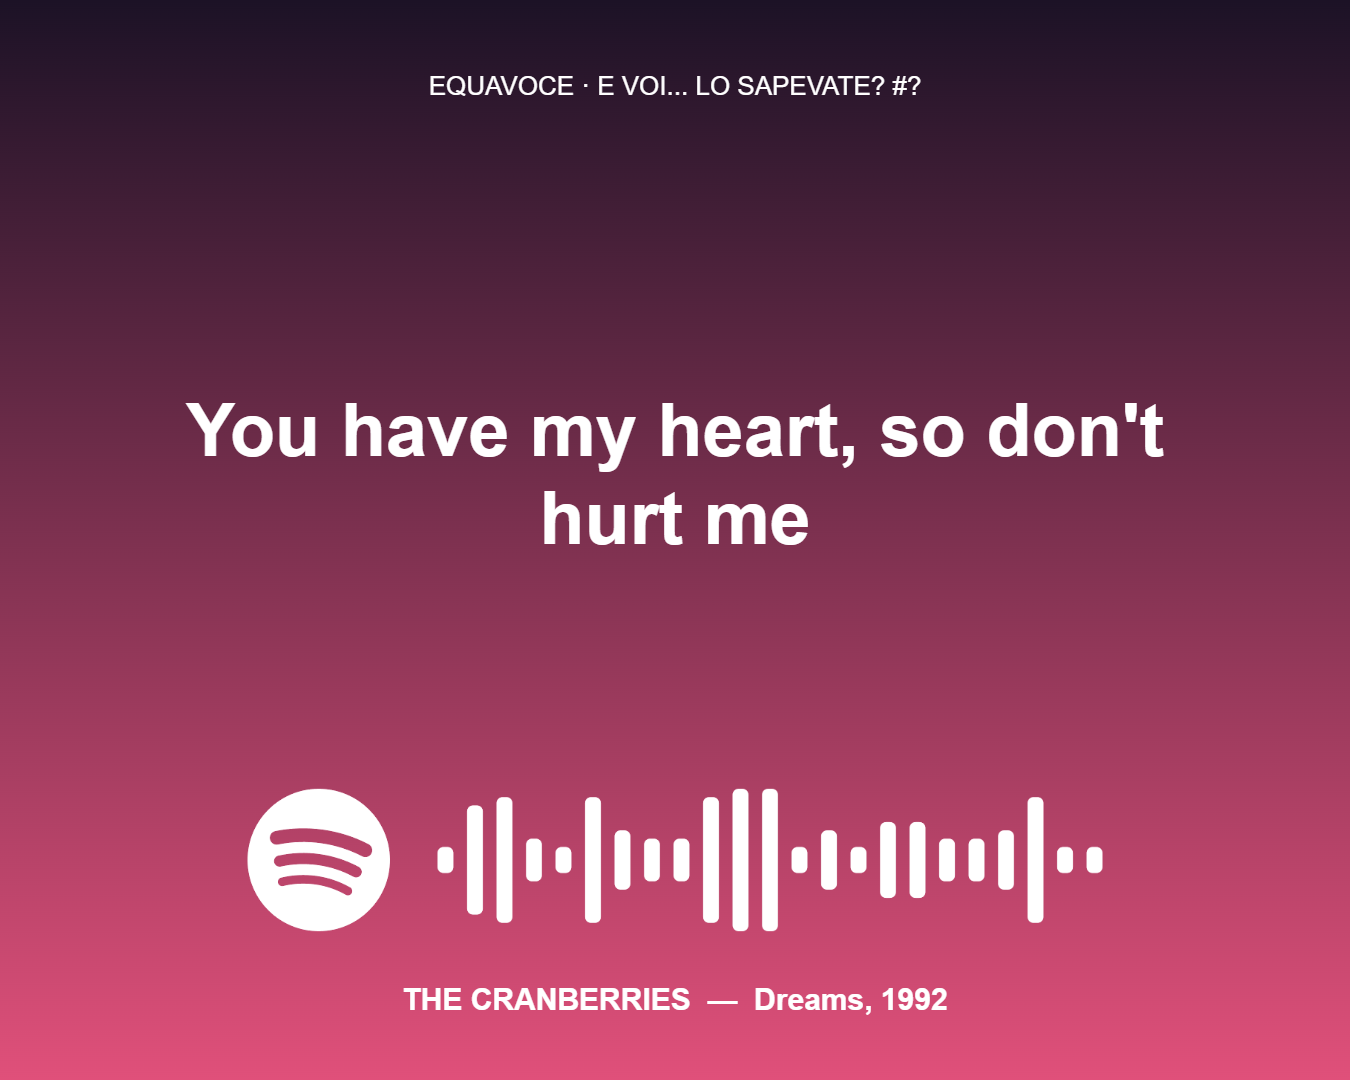 EQUAVOCE · E VOI... LO SAPEVATE? #?
You have my heart, so don't
hurt me
THE CRANBERRIES — Dreams, 1992